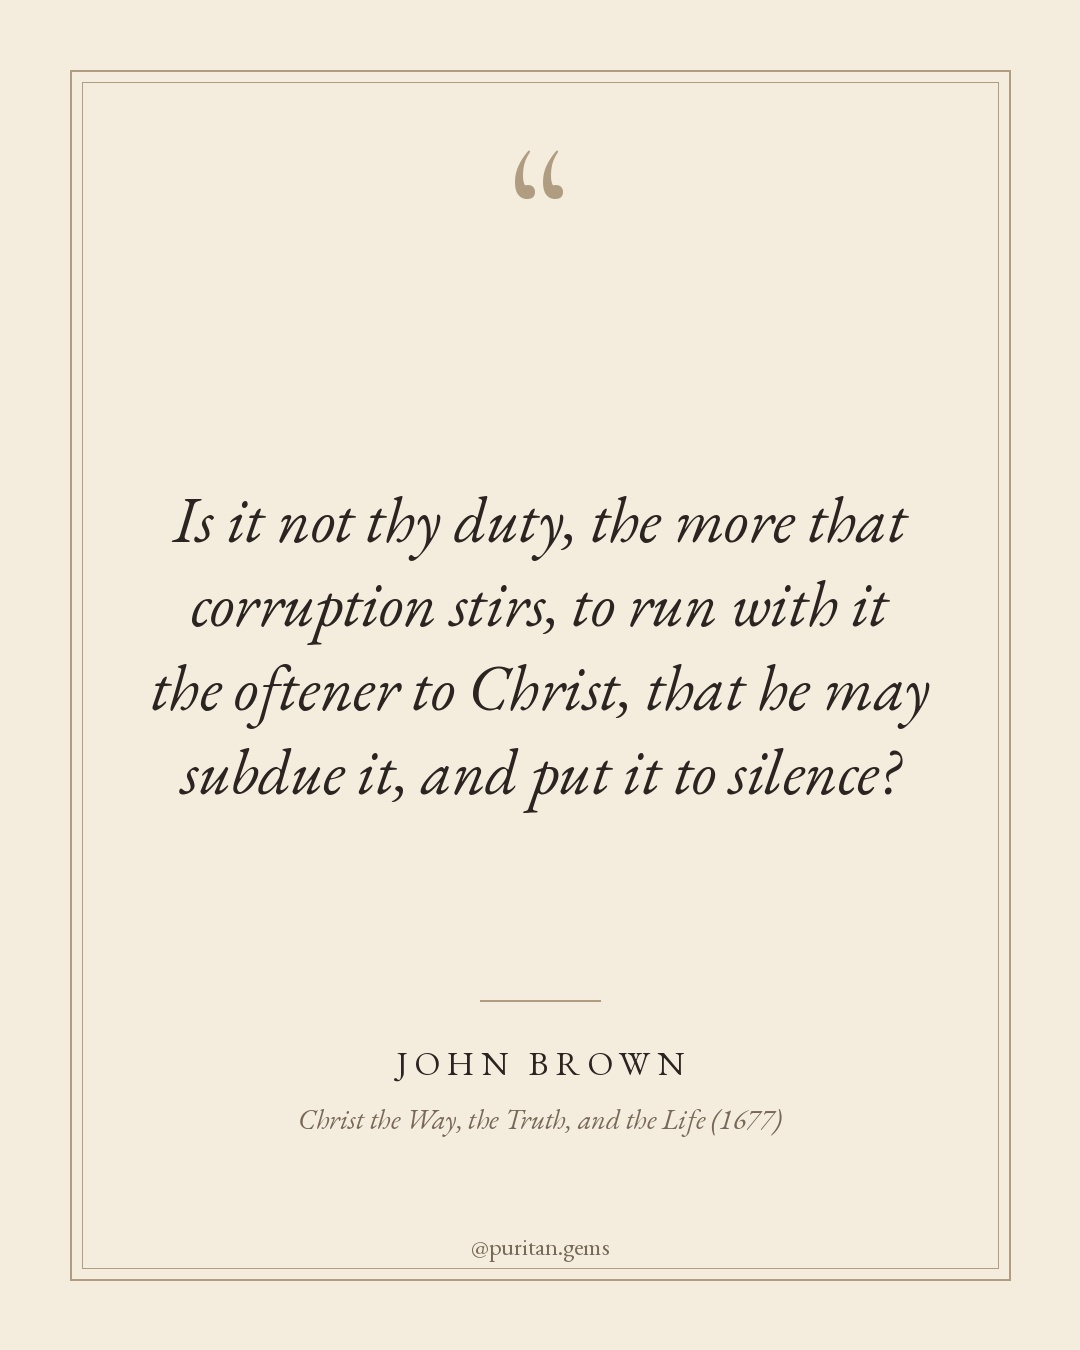 “
Is it not thy duty, the more that
corruption stirs, to run with it
the oftener to Christ, that he may
subdue it, and put it to silence?
JOHN BROWN
Christ the Way, the Truth, and the Life (1677)
@puritan.gems